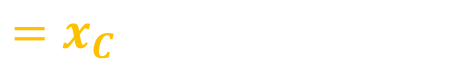 = x_C